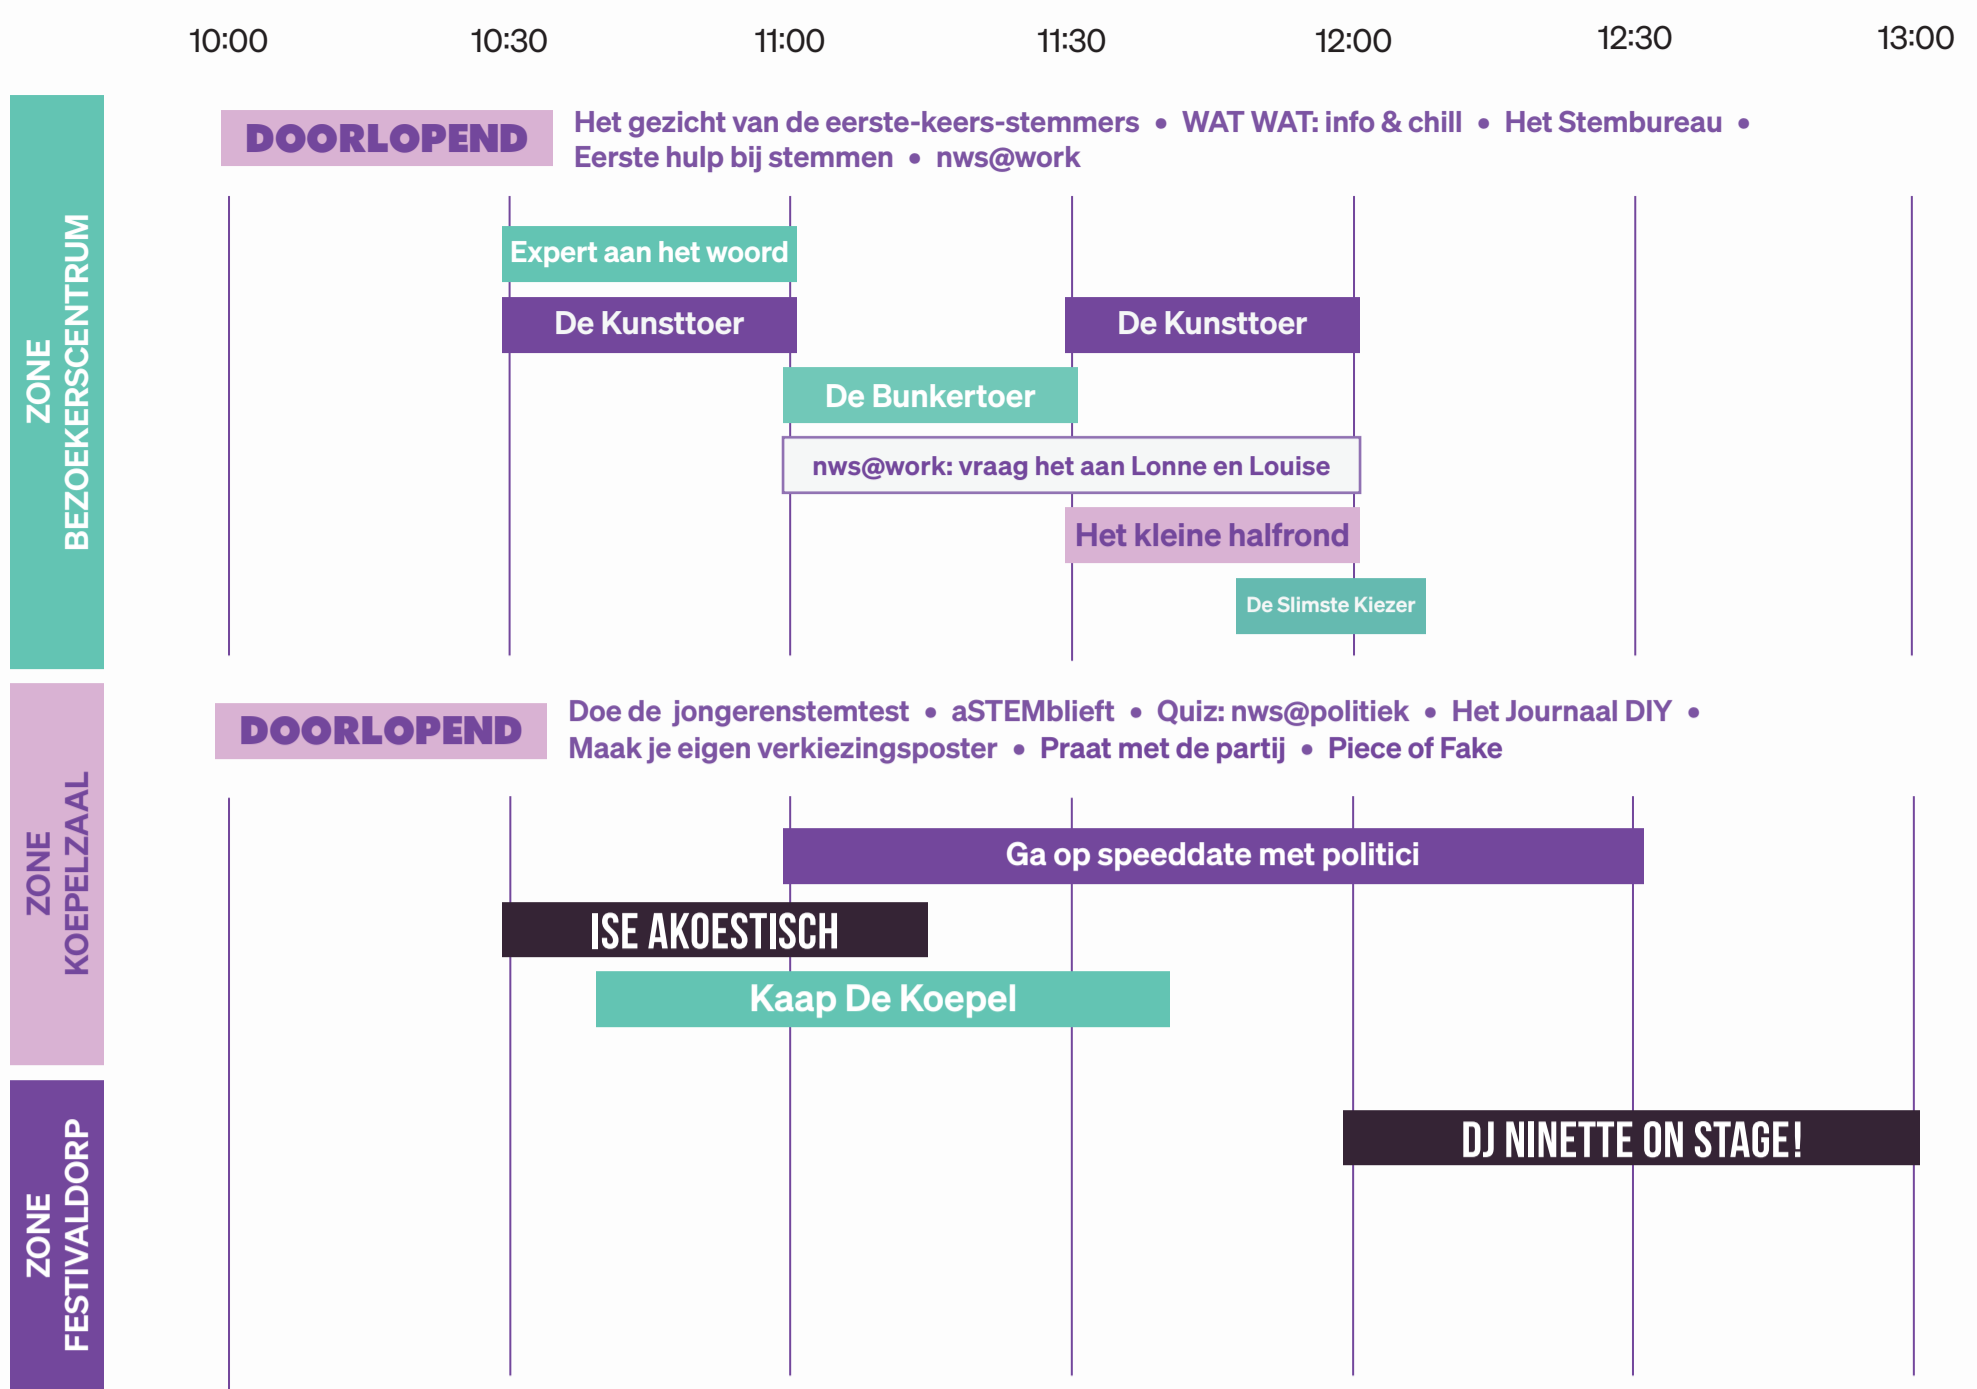 10:00 10:30 11:00 11:30 12:00 12:30 13:00
ZONE
BEZOEKERSCENTRUM
DOORLOPEND
Het gezicht van de eerste-keers-stemmers • WAT WAT: info & chill • Het Stembureau •
Eerste hulp bij stemmen • nws@work
Expert aan het woord
De Kunsttoer De Kunsttoer
De Bunkertoer
nws@work: vraag het aan Lonne en Louise
Het kleine halfrond
De Slimste Kiezer
ZONE
KOEPELZAAL
DOORLOPEND
Doe de jongerenstemtest • aSTEMblieft • Quiz: nws@politiek • Het Journaal DIY •
Maak je eigen verkiezingsposter • Praat met de partij • Piece of Fake
Ga op speeddate met politici
ISE AKOESTISCH
Kaap De Koepel
ZONE
FESTIVALDORP
DJ NINETTE ON STAGE!